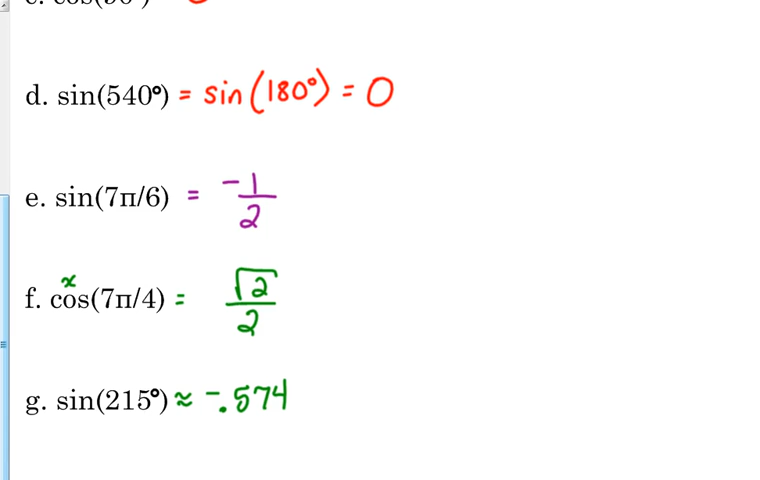 d. sin(540°) = sin(180°) = 0
e. sin(7π/6) = -1/2
x
f. cos(7π/4) = √2/2
g. sin(215°) ≈ -.574